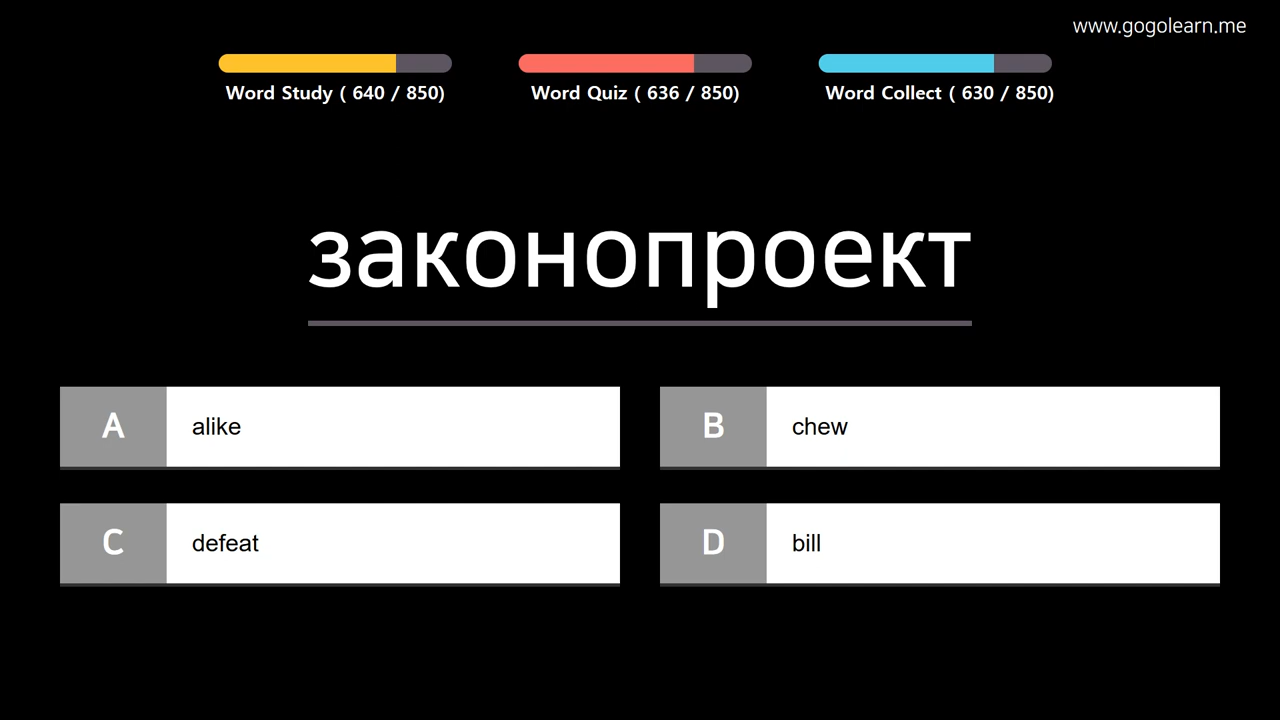 www.gogolearn.me
Word Study ( 640 / 850)
Word Quiz ( 636 / 850)
Word Collect ( 630 / 850)
законопроект
A alike
B chew
C defeat
D bill